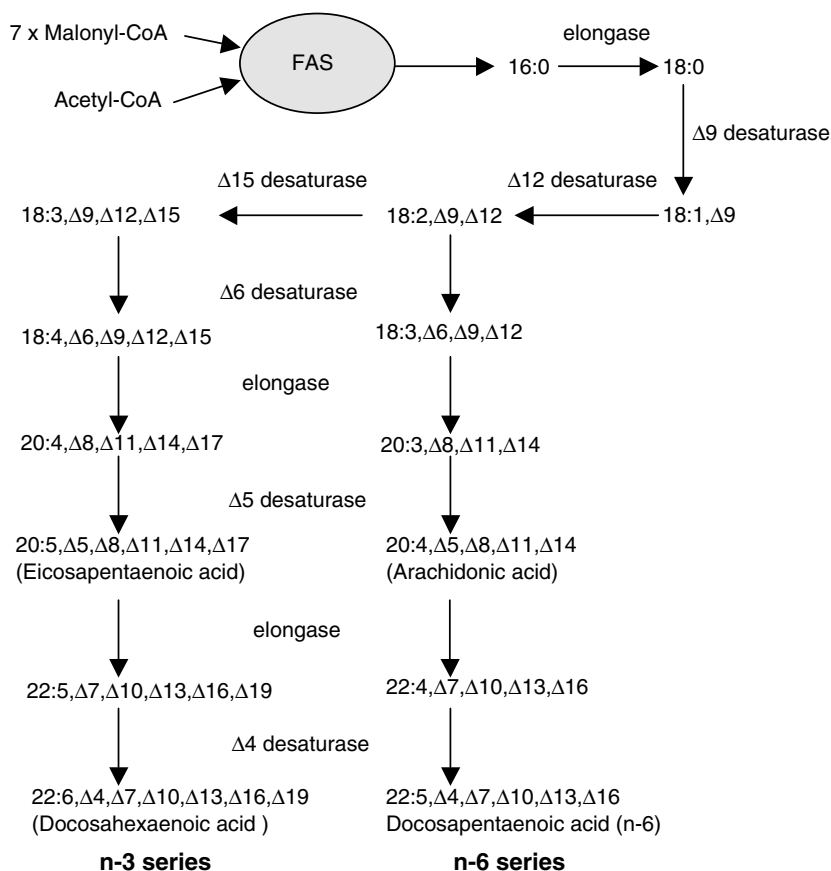 7 x Malonyl-CoA
Acetyl-CoA
FAS
16:0
elongase
18:0
Δ9 desaturase
Δ15 desaturase
Δ12 desaturase
18:3,Δ9,Δ12,Δ15
18:2,Δ9,Δ12
18:1,Δ9
Δ6 desaturase
18:4,Δ6,Δ9,Δ12,Δ15
18:3,Δ6,Δ9,Δ12
elongase
20:4,Δ8,Δ11,Δ14,Δ17
20:3,Δ8,Δ11,Δ14
Δ5 desaturase
20:5,Δ5,Δ8,Δ11,Δ14,Δ17
(Eicosapentaenoic acid)
20:4,Δ5,Δ8,Δ11,Δ14
(Arachidonic acid)
elongase
22:5,Δ7,Δ10,Δ13,Δ16,Δ19
22:4,Δ7,Δ10,Δ13,Δ16
Δ4 desaturase
22:6,Δ4,Δ7,Δ10,Δ13,Δ16,Δ19
(Docosahexaenoic acid )
22:5,Δ4,Δ7,Δ10,Δ13,Δ16
Docosapentaenoic acid (n-6)
n-3 series
n-6 series